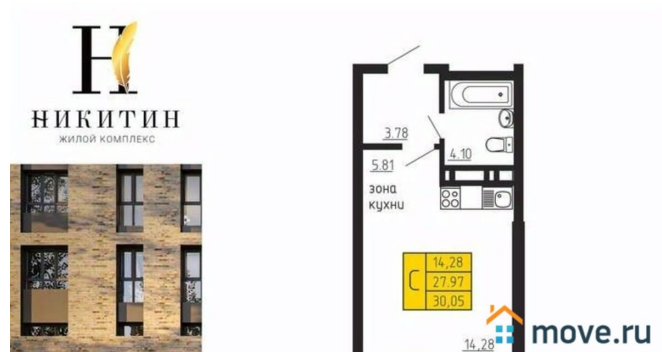 Н
НИКИТИН
ЖИЛОЙ КОМПЛЕКС
3.78
4.10
5.81
зона
кухни
С
14,28
27.97
30,05
14,28
move.ru